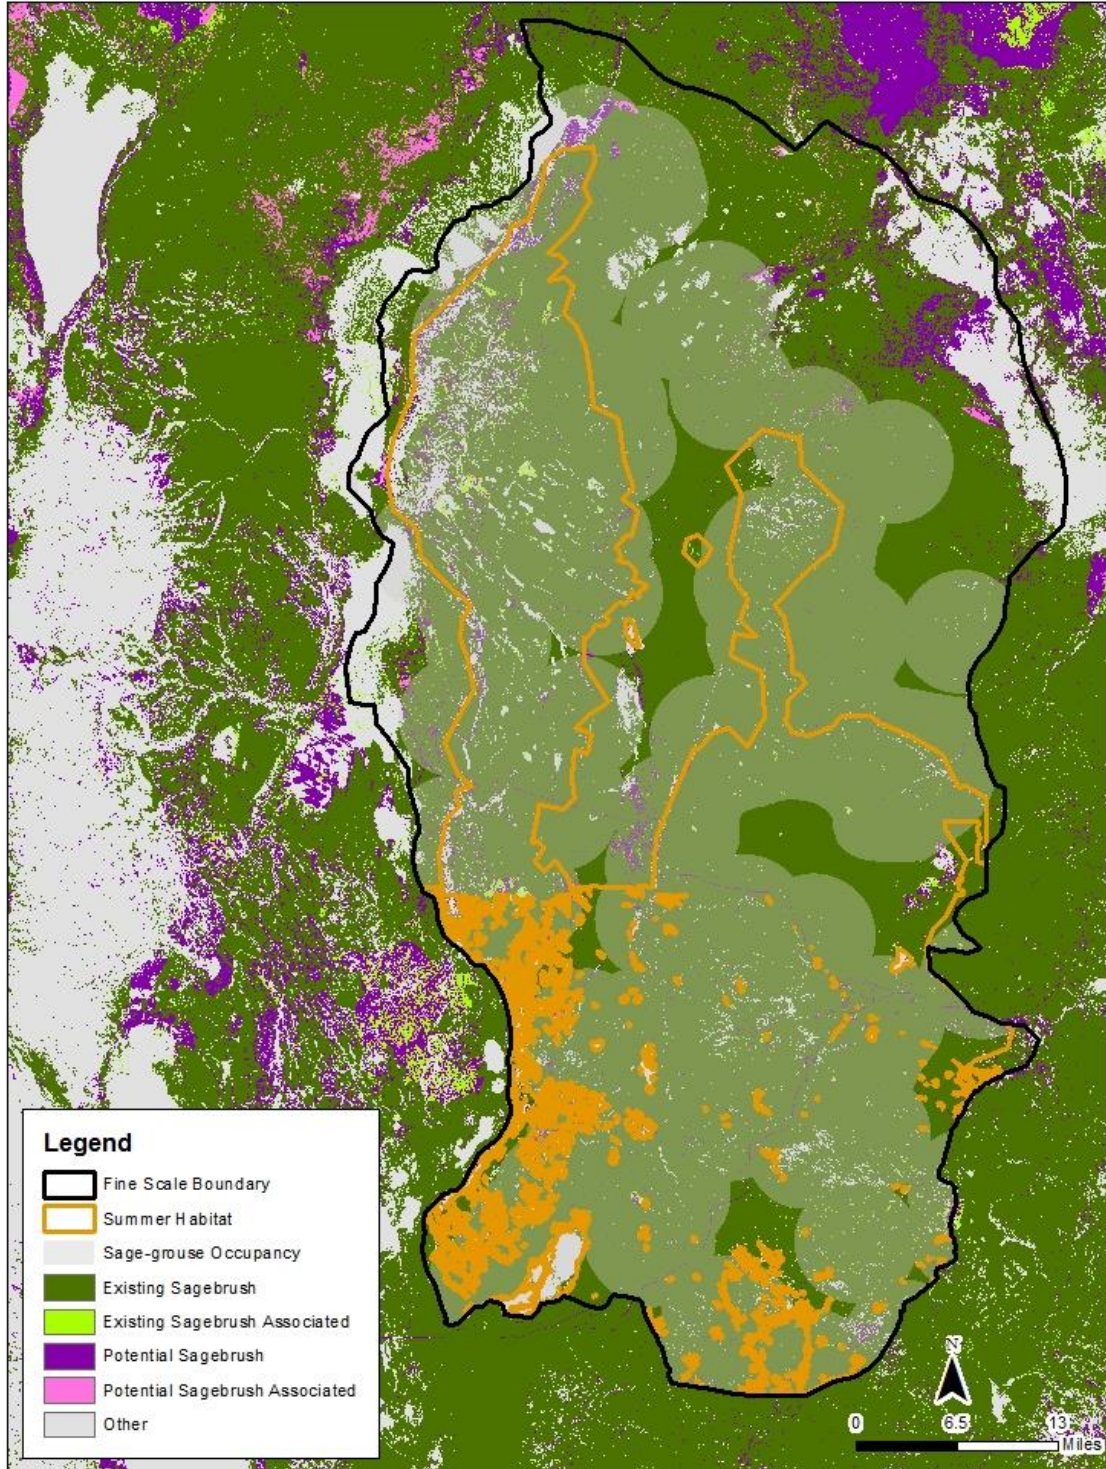 Legend
Fine Scale Boundary
Summer Habitat
Sage-grouse Occupancy
Existing Sagebrush
Existing Sagebrush Associated
Potential Sagebrush
Potential Sagebrush Associated
Other
N
0 6.5 13
Miles